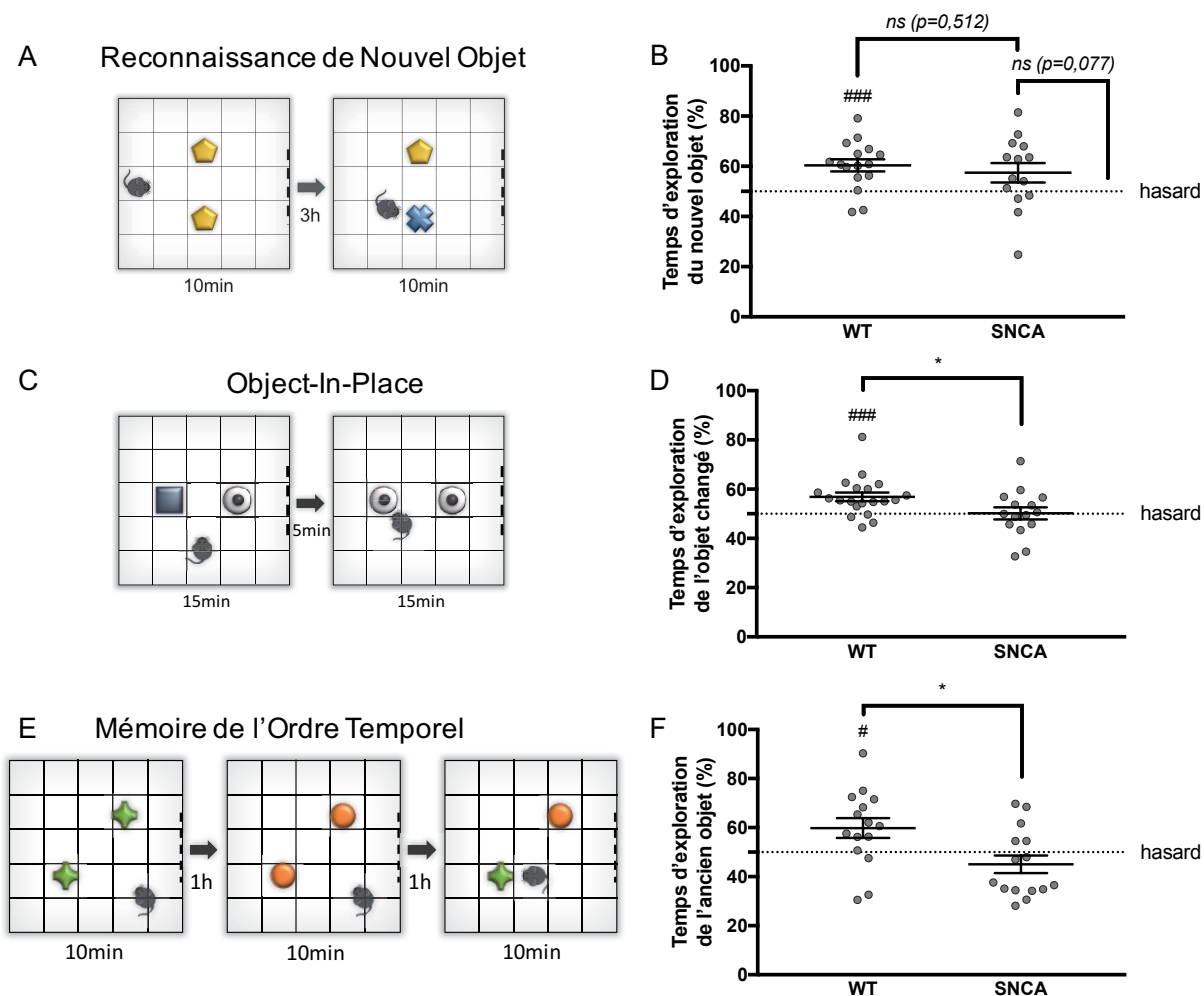 A
Reconnaissance de Nouvel Objet
3h
10min
10min
B
ns (p=0,512)
ns (p=0,077)
###
Temps d'exploration
du nouvel objet (%)
100
80
60
40
20
0
hasard
WT
SNCA
C
Object-In-Place
5min
15min
15min
D
*
###
Temps d'exploration
de l'objet changé (%)
100
80
60
40
20
0
hasard
WT
SNCA
E
Mémoire de l'Ordre Temporel
1h
1h
10min
10min
10min
F
*
#
Temps d'exploration
de l'ancien objet (%)
100
80
60
40
20
0
hasard
WT
SNCA